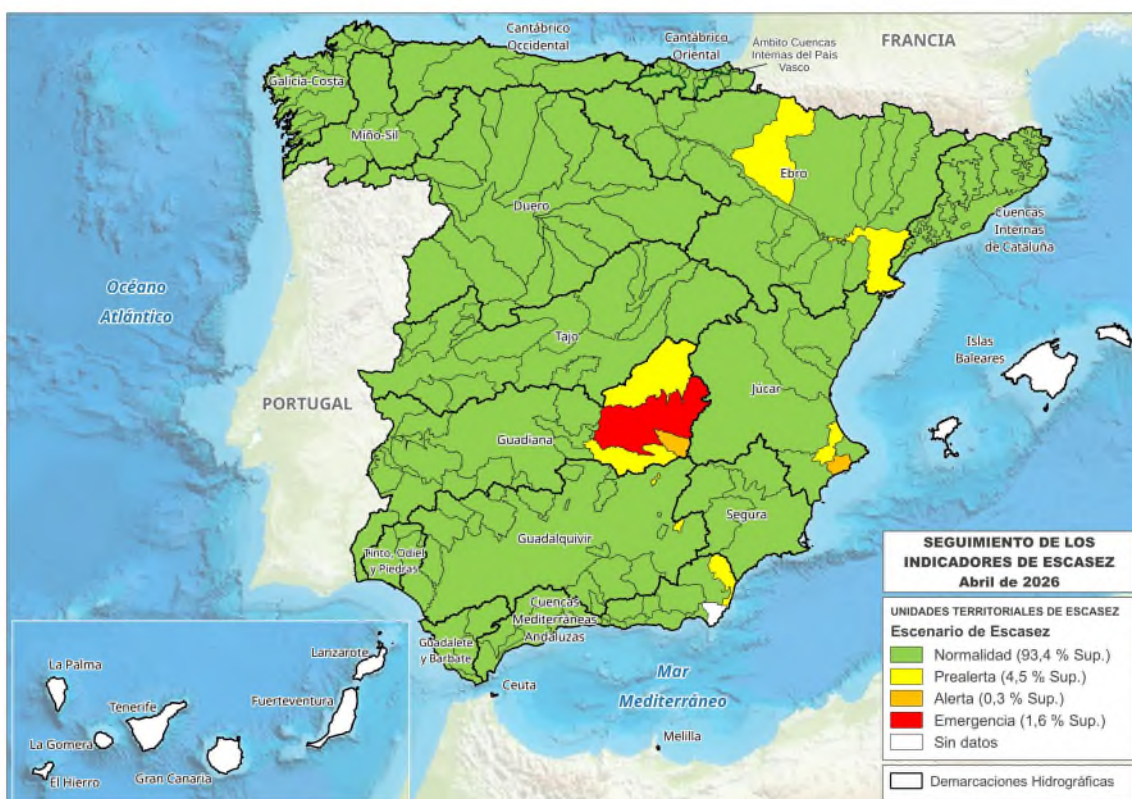 Cantábrico
Occidental
Cantábrico
Oriental
Ámbito Cuencas
Internas del País
Vasco
FRANCIA
Galicia-Costa
Miño-Sil
Ebro
Duero
Cuencas
Internas
de Cataluña
Océano
Atlántico
Tajo
Islas
Baleares
PORTUGAL
Júcar
Guadiana
Segura
Guadalquivir
Tinto, Odiel
y Piedras
Cuencas
Mediterráneas
Andaluzas
Guadalete
y Barbate
Ceuta
Mar
Mediterráneo
Melilla
Lanzarote
La Palma
Fuerteventura
Tenerife
La Gomera
El Hierro
Gran Canaria
SEGUIMIENTO DE LOS
INDICADORES DE ESCASEZ
Abril de 2026
UNIDADES TERRITORIALES DE ESCASEZ
Escenario de Escasez
Normalidad (93,4 % Sup.)
Prealerta (4,5 % Sup.)
Alerta (0,3 % Sup.)
Emergencia (1,6 % Sup.)
Sin datos
Demarcaciones Hidrográficas